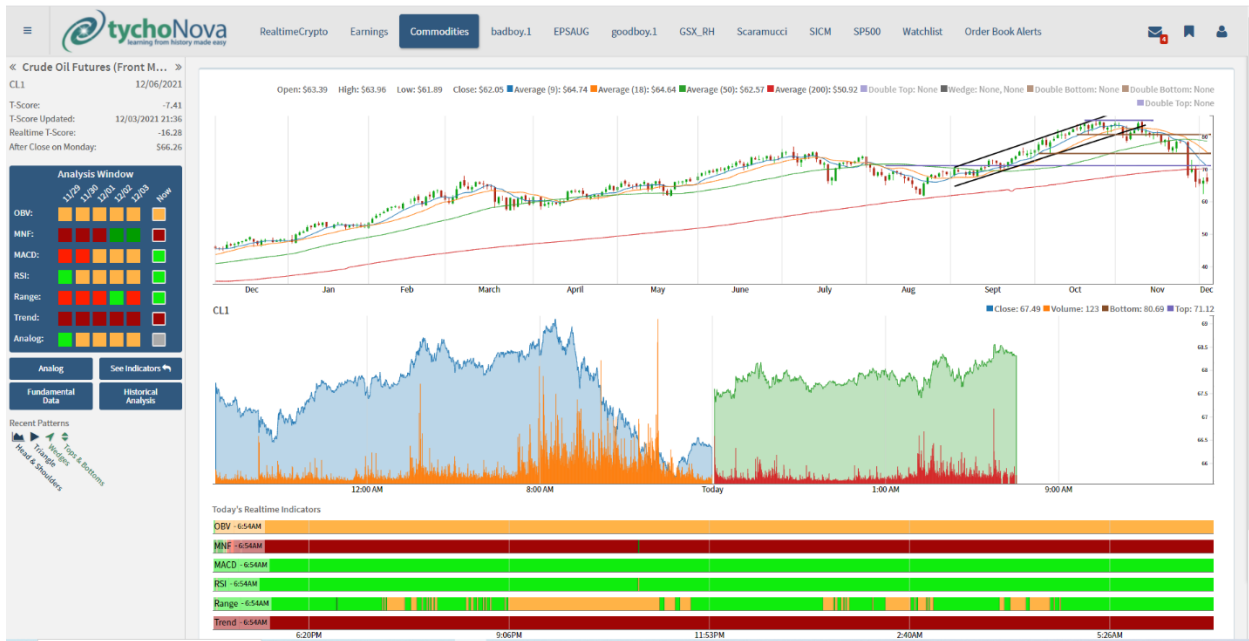 ≡ tychoNova RealtimeCrypto Earnings Commodities badboy.1 EPSAUG goodboy.1 GSX_RH Scaramucci SICM SP500 Watchlist Order Book Alerts 4
learning from history made easy
« Crude Oil Futures (Front M... »
CL1 12/06/2021
T-Score: -7.41
T-Score Updated: 12/03/2021 21:36
Realtime T-Score: -16.28
After Close on Monday: 566.26
Analysis Window
11/29 11/30 12/01 12/02 12/03 Now
OBV:
MNF:
MACD:
RSI:
Range:
Trend:
Analog:
Analog See Indicators
Fundamental Data Historical Analysis
Recent Patterns
Head & Shoulders
Triangle
Wedges
Tops & Bottoms
Open: $63.39 High: $63.96 Low: $61.89 Close: $62.05 Average (9): $64.74 Average (18): $64.64 Average (50): $62.57 Average (200): $50.92 Double Top: None Wedge: None, None Double Bottom: None Double Bottom: None
Double Top: None
80
70
60
50
40
Dec Jan Feb March April May June July Aug Sept Oct Nov Dec
CL1 Close: 67.49 Volume: 123 Bottom: 80.69 Top: 71.12
69
68.5
68
67.5
67
66.5
66
12:00 AM 8:00 AM Today 1:00 AM 9:00 AM
Today's Realtime Indicators
OBV - 6:54AM
MNF - 6:54AM
MACD - 6:54AM
RSI - 6:54AM
Range - 6:54AM
Trend - 6:54AM
6:20PM 9:06PM 11:53PM 2:40AM 5:26AM